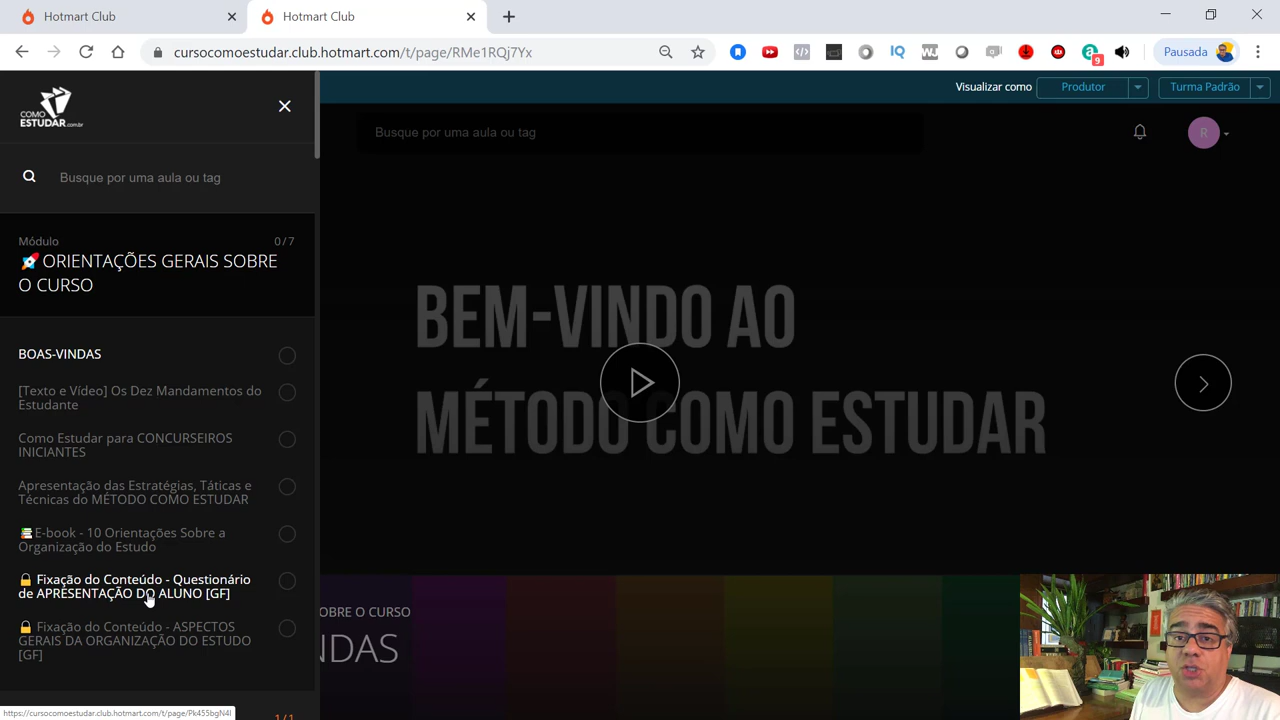 Hotmart Club
Hotmart Club
cursocomoestudar.club.hotmart.com/t/page/RMe1RQj7Yx
IQ
WJ
9
Pausada
COMO
ESTUDAR.com.br
Visualizar como
Produtor
Turma Padrão
Busque por uma aula ou tag
R
Busque por uma aula ou tag
Módulo
0/7
ORIENTAÇÕES GERAIS SOBRE
O CURSO
BOAS-VINDAS
[Texto e Vídeo] Os Dez Mandamentos do
Estudante
Como Estudar para CONCURSEIROS
INICIANTES
Apresentação das Estratégias, Táticas e
Técnicas do MÉTODO COMO ESTUDAR
E-book - 10 Orientações Sobre a
Organização do Estudo
Fixação do Conteúdo - Questionário
de APRESENTAÇÃO DO ALUNO [GF]
Fixação do Conteúdo - ASPECTOS
GERAIS DA ORGANIZAÇÃO DO ESTUDO
[GF]
1/1
BEM-VINDO AO
MÉTODO COMO ESTUDAR
OBRE O CURSO
NDAS
https://cursocomoestudar.club.hotmart.com/t/page/Pk455bgN4l